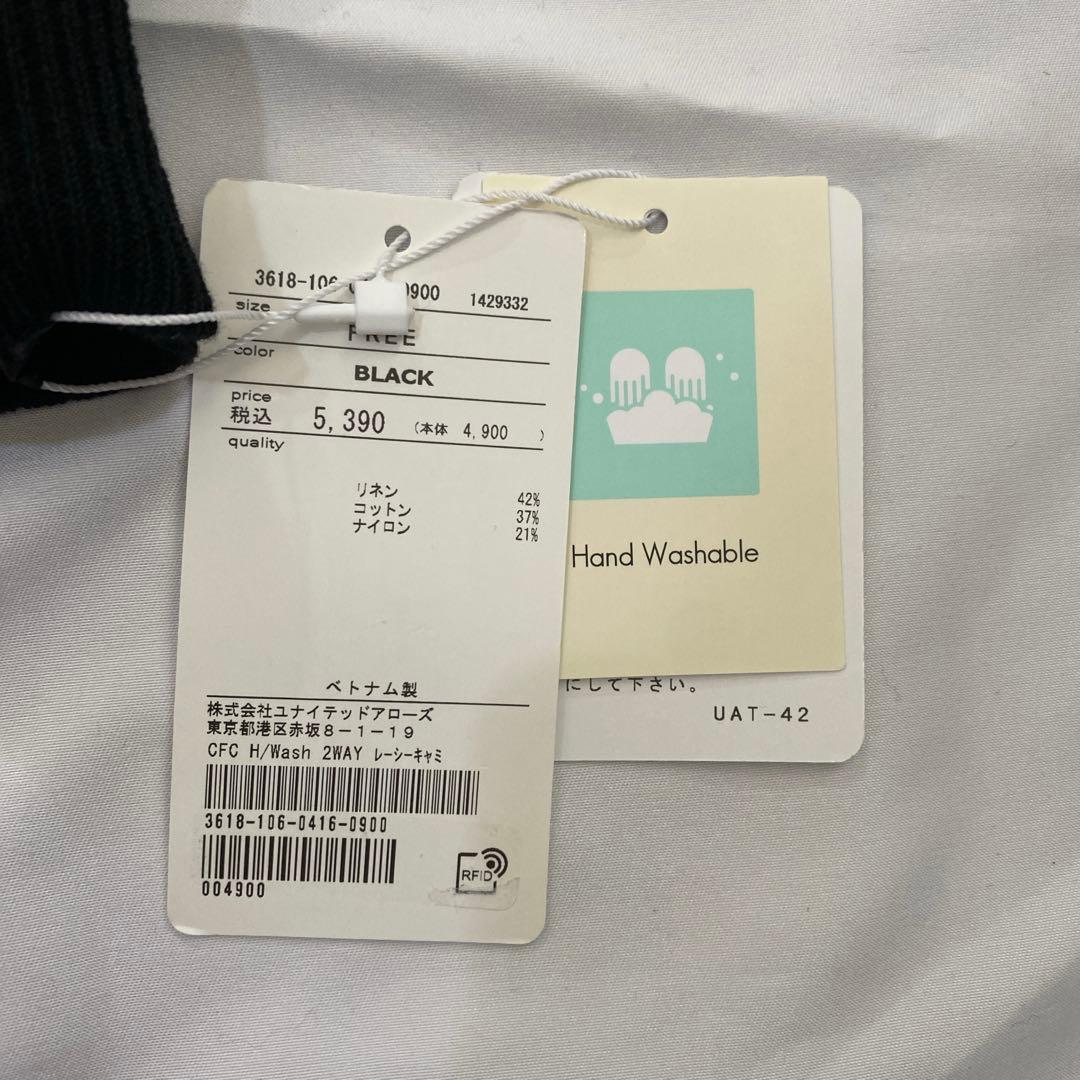 3618-106- 0900 1429332
size
FREE
color
BLACK
price
税込 5,390 (本体 4,900 )
quality
リネン 42%
コットン 37%
ナイロン 21%
ベトナム製
株式会社ユナイテッドアローズ
東京都港区赤坂8-1-19
CFC H/Wash 2WAY レーシーキャミ
3618-106-0416-0900
004900
RFID
Hand Washable
にして下さい。
UAT-42